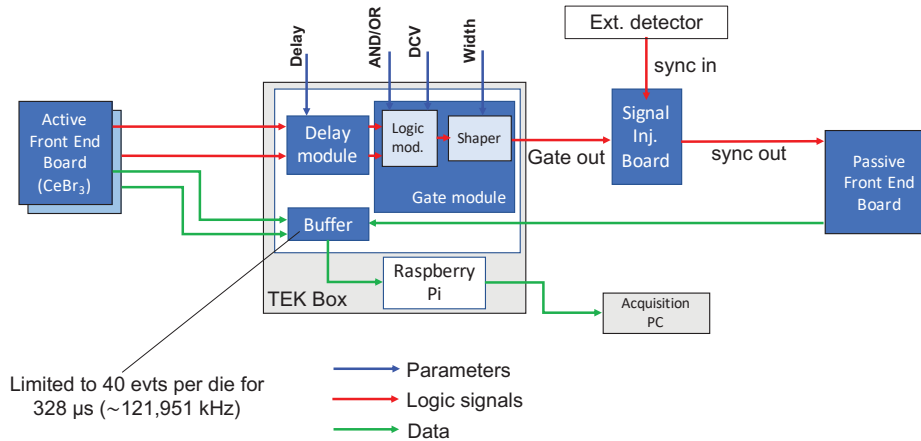 Ext. detector
Delay
AND/OR
DCV
Width
sync in
Active
Front End
Board
(CeBr₃)
Delay
module
Logic
mod.
Shaper
Gate module
Gate out
Signal
Inj.
Board
sync out
Passive
Front End
Board
Buffer
Raspberry
Pi
TEK Box
Acquisition
PC
Limited to 40 evts per die for
328 µs (~121,951 kHz)
Parameters
Logic signals
Data